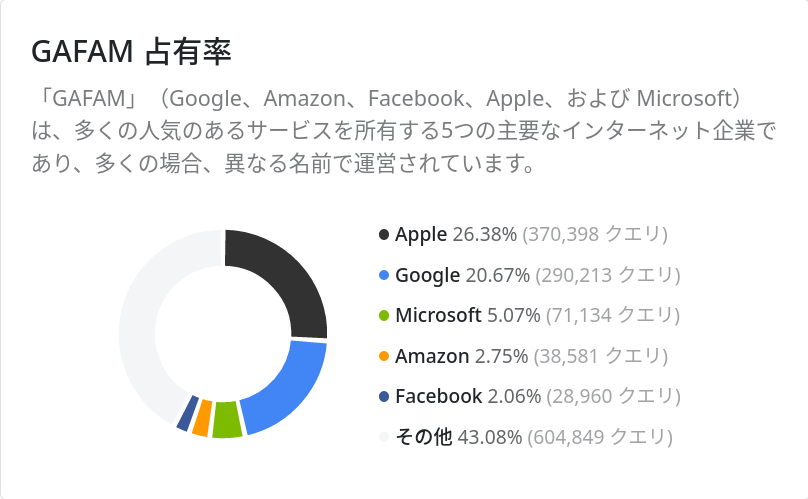 GAFAM 占有率
「GAFAM」（Google、Amazon、Facebook、Apple、および Microsoft）
は、多くの人気のあるサービスを所有する5つの主要なインターネット企業で
あり、多くの場合、異なる名前で運営されています。
Apple 26.38% (370,398 クエリ)
Google 20.67% (290,213 クエリ)
Microsoft 5.07% (71,134 クエリ)
Amazon 2.75% (38,581 クエリ)
Facebook 2.06% (28,960 クエリ)
その他 43.08% (604,849 クエリ)